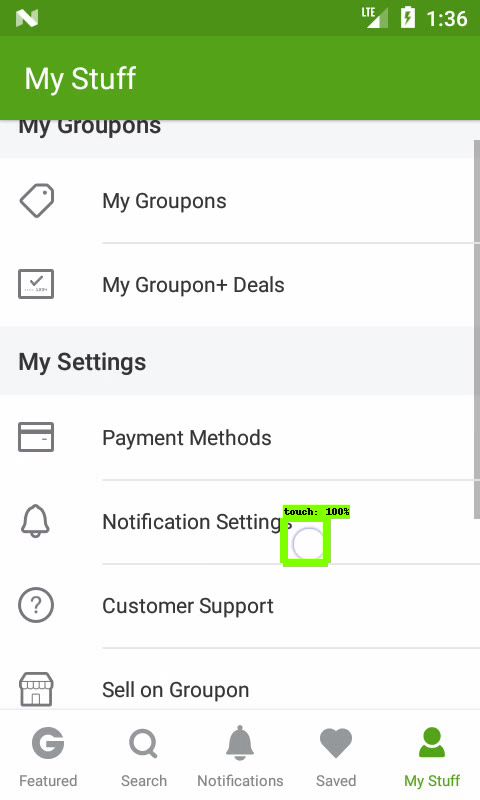 LTE 1:36
My Stuff
My Groupons
My Groupons
My Groupon+ Deals
My Settings
Payment Methods
touch: 100%
Notification Settings
Customer Support
?
Sell on Groupon
G
Featured Search Notifications Saved My Stuff